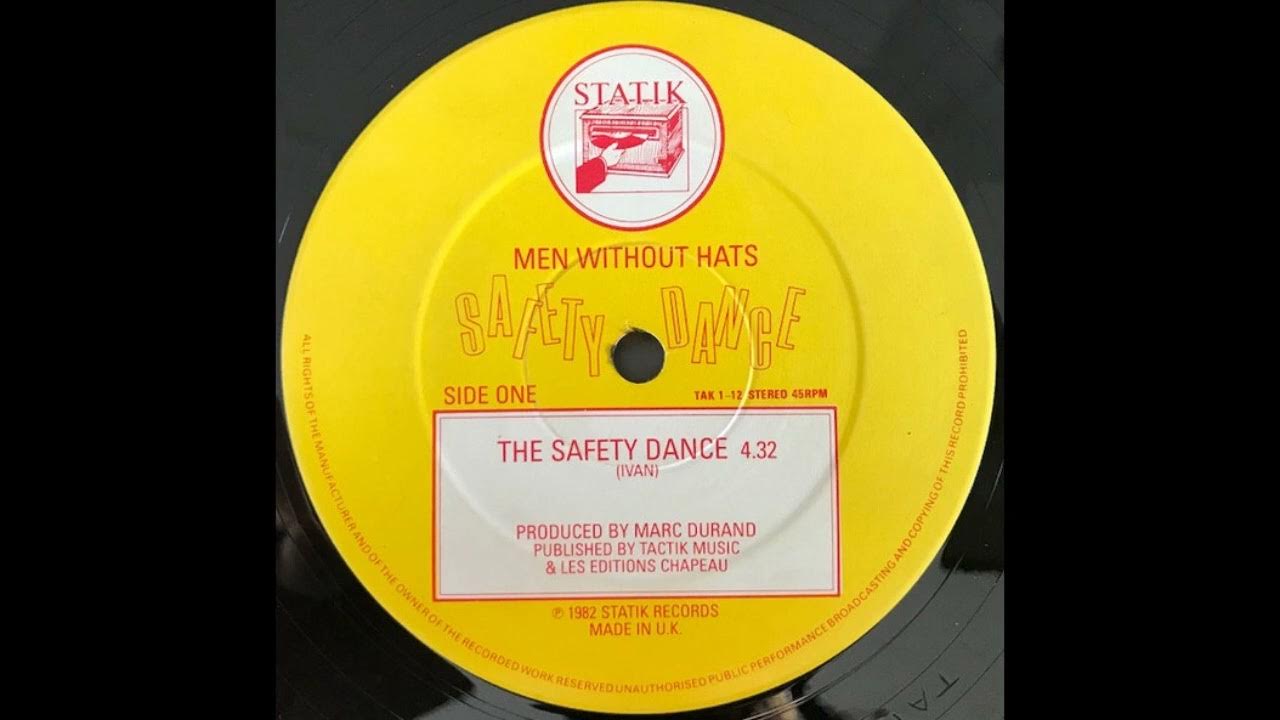 STATIK
MEN WITHOUT HATS
SAFETY DANCE
SIDE ONE
TAK 1-12 STEREO 45RPM
THE SAFETY DANCE 4.32
(IVAN)
PRODUCED BY MARC DURAND
PUBLISHED BY TACTIK MUSIC
& LES EDITIONS CHAPEAU
℗ 1982 STATIK RECORDS
MADE IN U.K.
ALL RIGHTS OF THE MANUFACTURER AND OF THE OWNER OF THE RECORDED WORK RESERVED UNAUTHORISED PUBLIC PERFORMANCE BROADCASTING AND COPYING OF THIS RECORD PROHIBITED